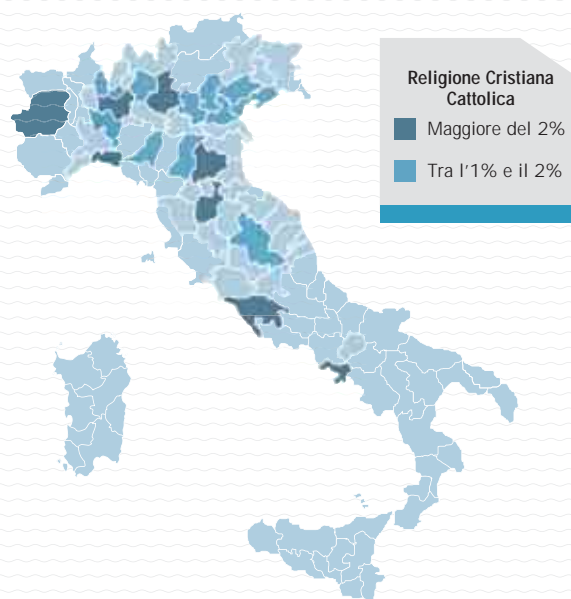 Religione Cristiana
Cattolica
Maggiore del 2%
Tra l'1% e il 2%